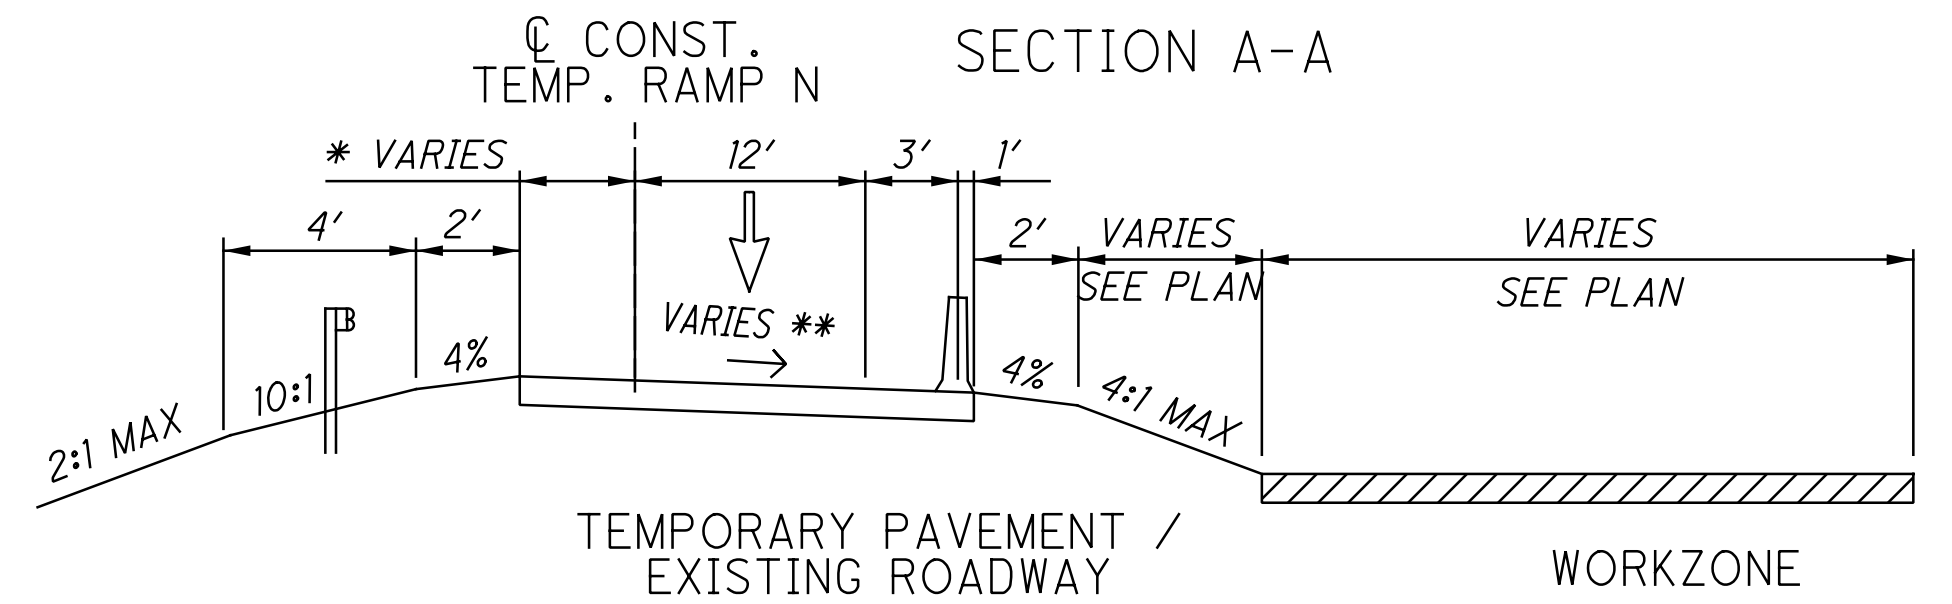 ℄ CONST.
TEMP. RAMP N
SECTION A-A
* VARIES
12'
3'
1'
4'
2'
2'
VARIES
SEE PLAN
VARIES
SEE PLAN
VARIES **
2:1 MAX
10:1
4%
4%
4:1 MAX
TEMPORARY PAVEMENT /
EXISTING ROADWAY
WORKZONE